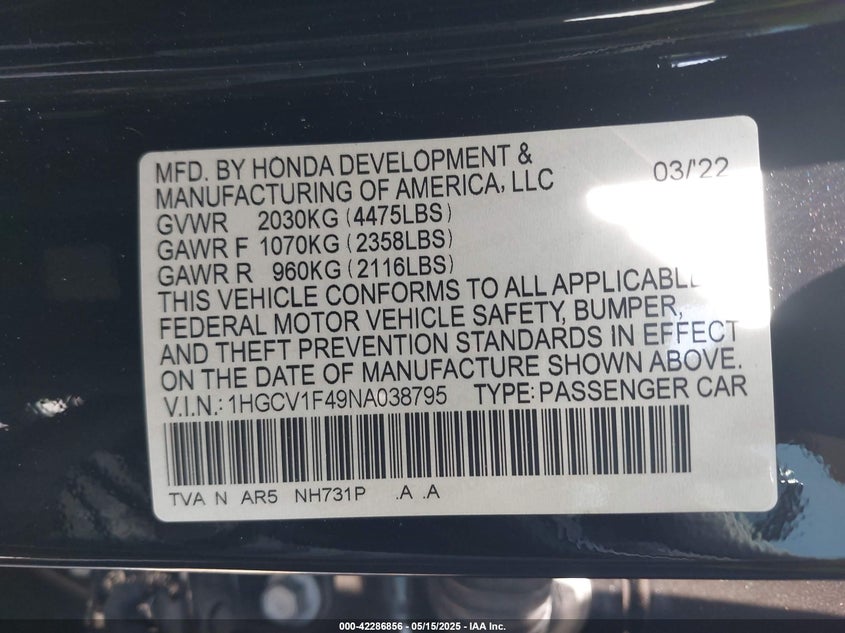 MFD. BY HONDA DEVELOPMENT & 03/'22
MANUFACTURING OF AMERICA, LLC
GVWR 2030KG (4475LBS)
GAWR F 1070KG (2358LBS)
GAWR R 960KG (2116LBS)
THIS VEHICLE CONFORMS TO ALL APPLICABLE
FEDERAL MOTOR VEHICLE SAFETY, BUMPER,
AND THEFT PREVENTION STANDARDS IN EFFECT
ON THE DATE OF MANUFACTURE SHOWN ABOVE.
V.I.N.: 1HGCV1F49NA038795 TYPE: PASSENGER CAR
TVA N AR5 NH731P .A .A
000-42286856 - 05/15/2025 - IAA Inc.